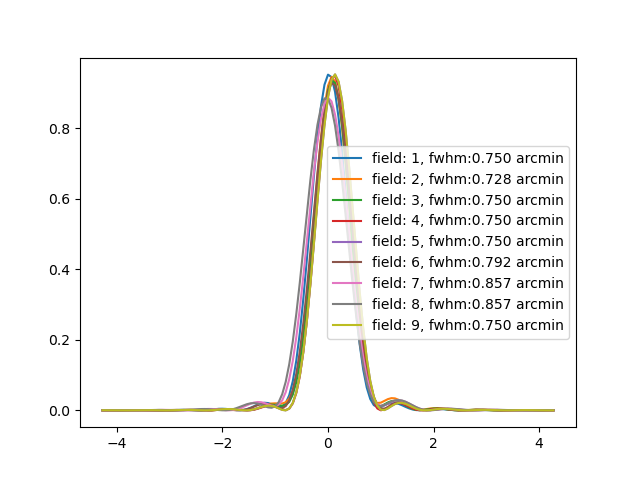 0.8
0.6
0.4
0.2
0.0
−4
−2
0
2
4
field: 1, fwhm:0.750 arcmin
field: 2, fwhm:0.728 arcmin
field: 3, fwhm:0.750 arcmin
field: 4, fwhm:0.750 arcmin
field: 5, fwhm:0.750 arcmin
field: 6, fwhm:0.792 arcmin
field: 7, fwhm:0.857 arcmin
field: 8, fwhm:0.857 arcmin
field: 9, fwhm:0.750 arcmin